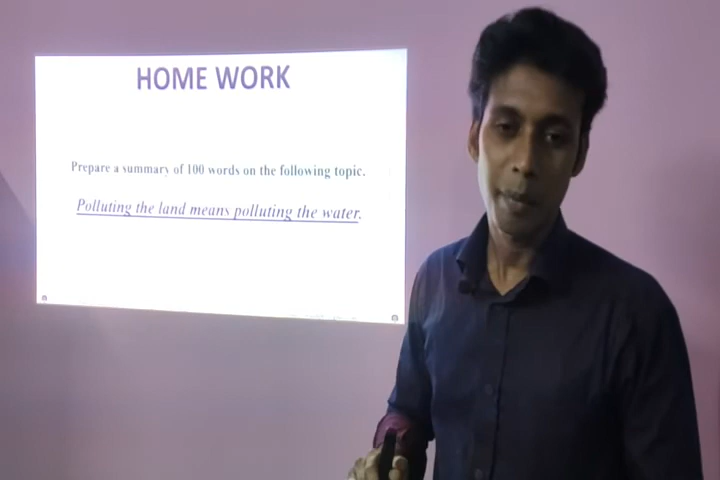 HOME WORK
Prepare a summary of 100 words on the following topic.
Polluting the land means polluting the water.